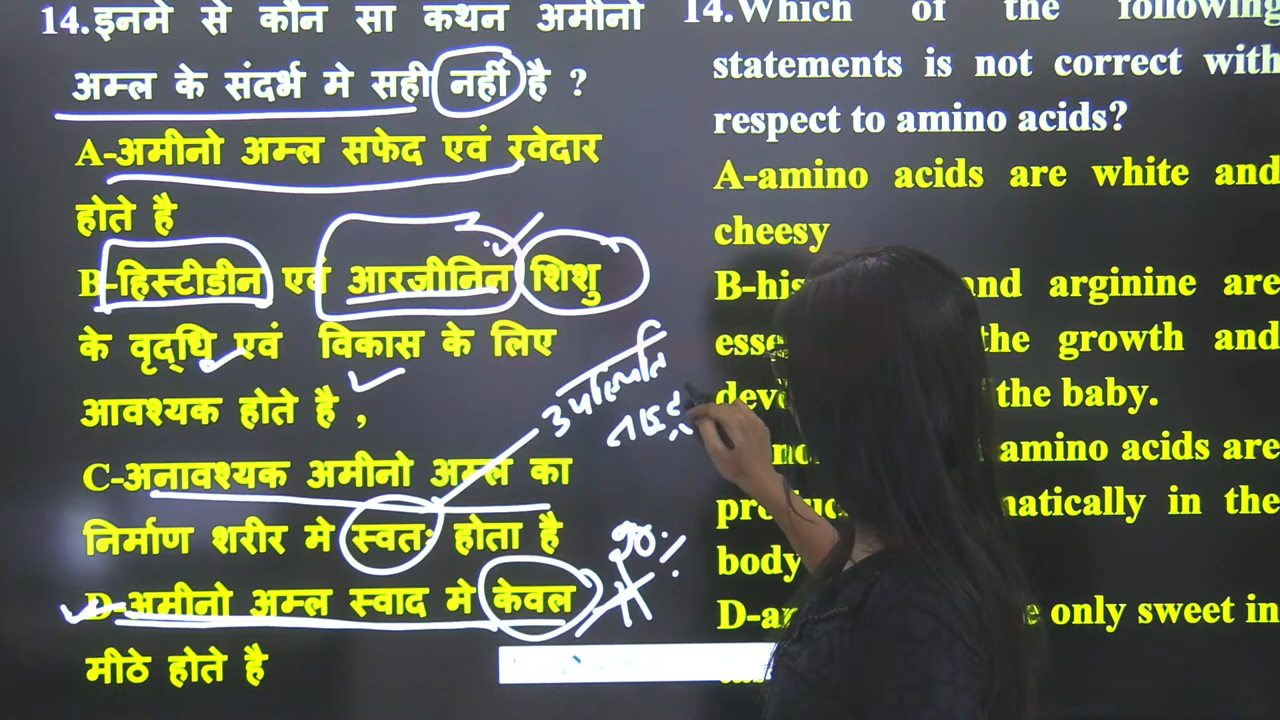 14.इनमे से कौन सा कथन अमीनो
अम्ल के संदर्भ मे सही नहीं है ?
A-अमीनो अम्ल सफेद एवं रवेदार
होते है
B-हिस्टीडीन एवं आरजीनिन शिशु
के वृद्धि एवं विकास के लिए
आवश्यक होते है ,
C-अनावश्यक अमीनो अम्ल का
निर्माण शरीर मे स्वतः होता है
D-अमीनो अम्ल स्वाद मे केवल
मीठे होते है
14.Which of the following
statements is not correct with
respect to amino acids?
A-amino acids are white and
cheesy
and arginine are
the growth and
the baby.
amino acids are
in the
body
only sweet in